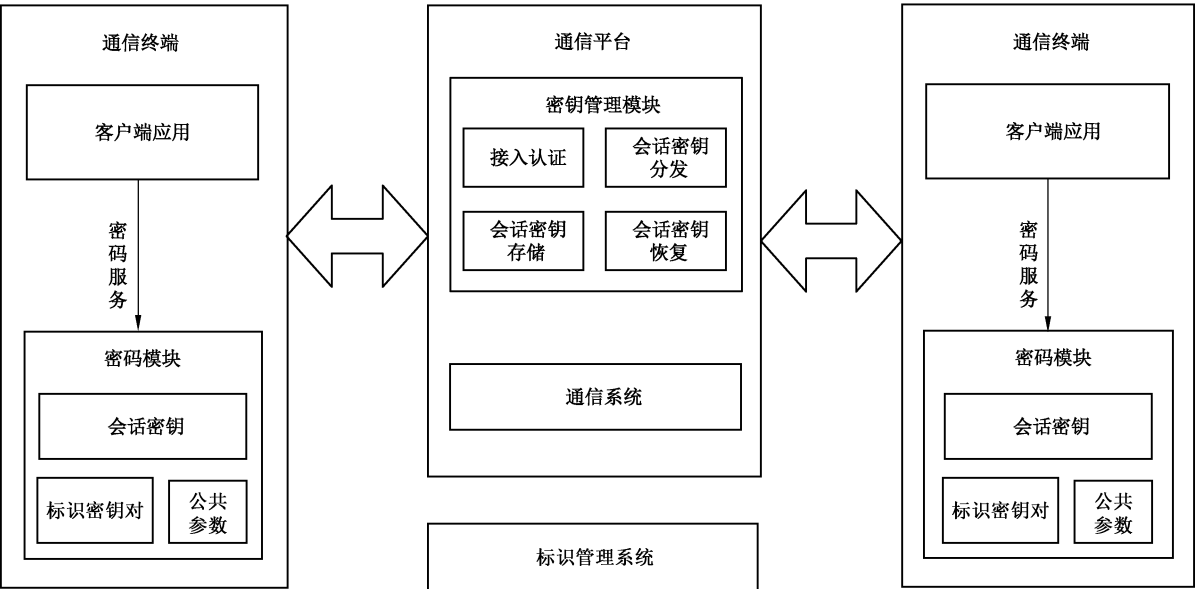 通信终端
客户端应用
密
码
服
务
密码模块
会话密钥
标识密钥对
公共
参数
通信平台
密钥管理模块
接入认证
会话密钥
分发
会话密钥
存储
会话密钥
恢复
通信系统
标识管理系统
通信终端
客户端应用
密
码
服
务
密码模块
会话密钥
标识密钥对
公共
参数